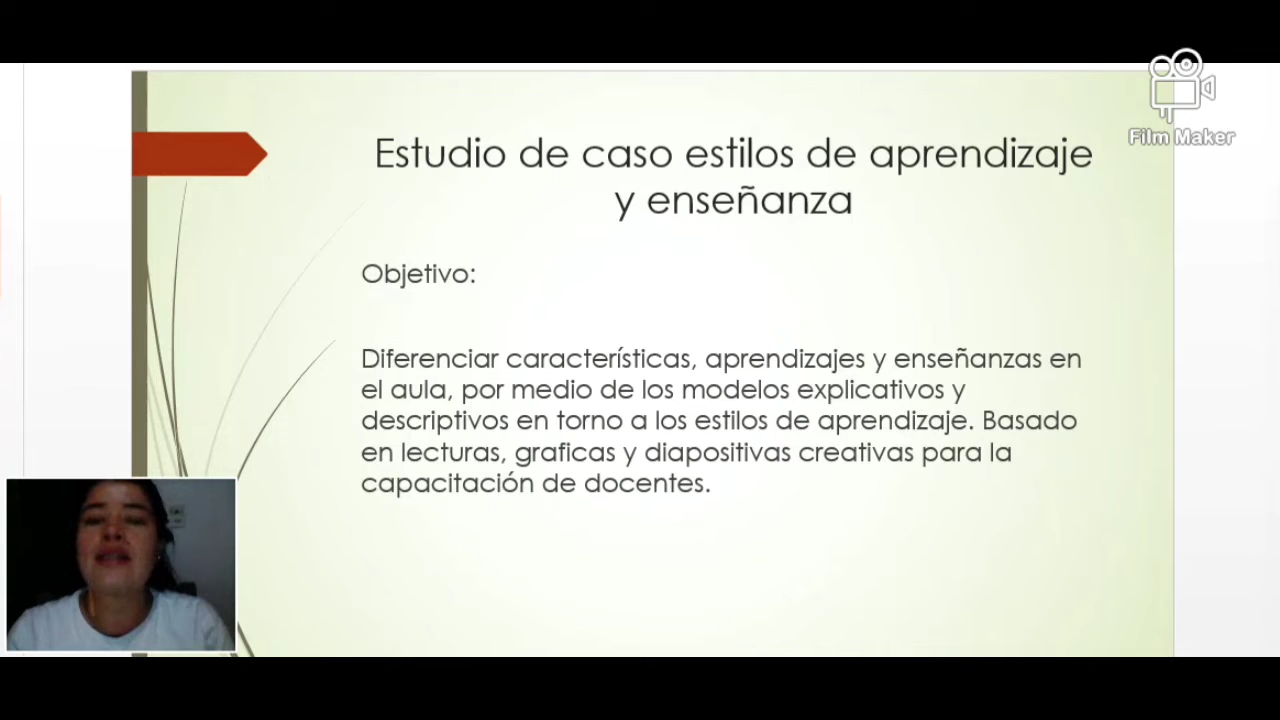 Film Maker
Estudio de caso estilos de aprendizaje
y enseñanza
Objetivo:
Diferenciar características, aprendizajes y enseñanzas en
el aula, por medio de los modelos explicativos y
descriptivos en torno a los estilos de aprendizaje. Basado
en lecturas, graficas y diapositivas creativas para la
capacitación de docentes.